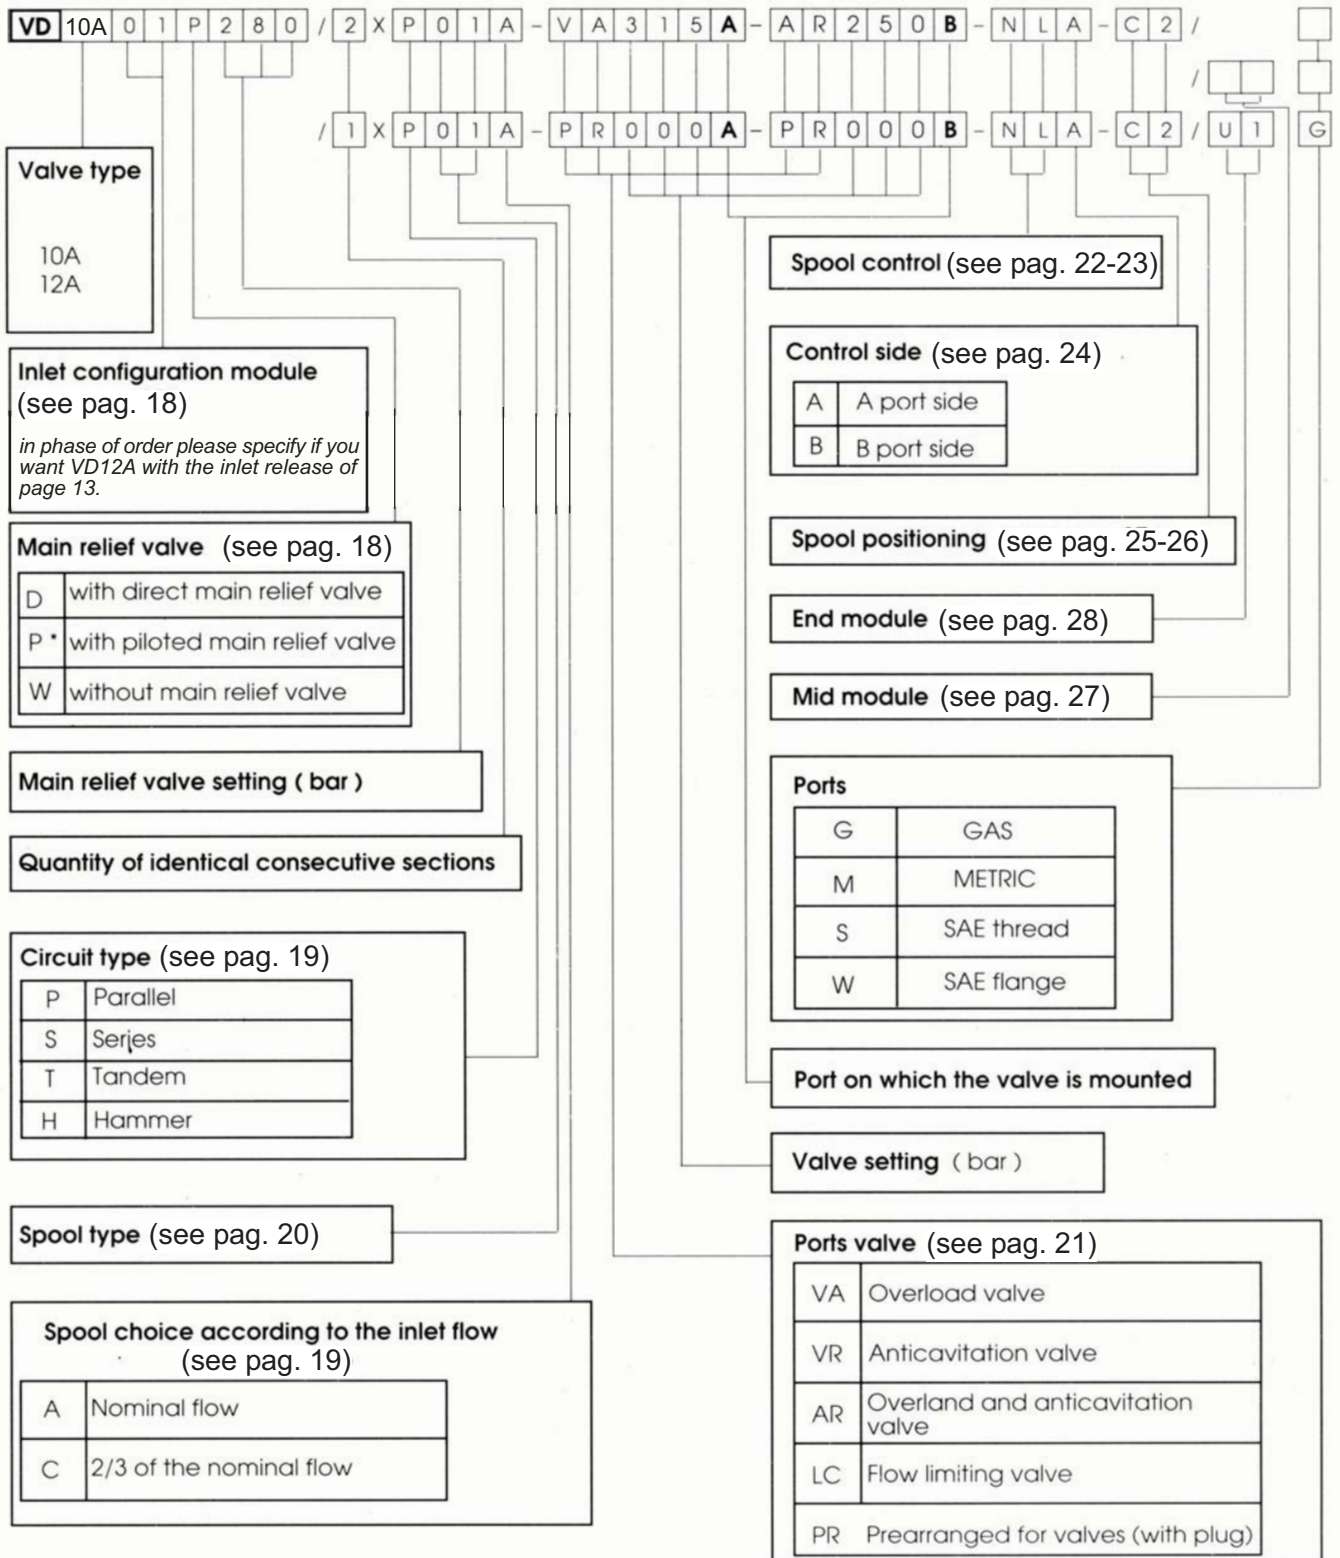 VD 10A 0 1 P 2 8 0 / 2 X P 0 1 A - V A 3 1 5 A - A R 2 5 0 B - N L A - C 2 /
/
/ 1 X P 0 1 A - P R 0 0 0 A - P R 0 0 0 B - N L A - C 2 / U 1 G
Valve type
10A
12A
Inlet configuration module
(see pag. 18)
in phase of order please specify if you
want VD12A with the inlet release of
page 13.
Main relief valve (see pag. 18)
D with direct main relief valve
P * with piloted main relief valve
W without main relief valve
Main relief valve setting ( bar )
Quantity of identical consecutive sections
Circuit type (see pag. 19)
P Parallel
S Series
T Tandem
H Hammer
Spool type (see pag. 20)
Spool choice according to the inlet flow
(see pag. 19)
A Nominal flow
C 2/3 of the nominal flow
Spool control (see pag. 22-23)
Control side (see pag. 24)
A A port side
B B port side
Spool positioning (see pag. 25-26)
End module (see pag. 28)
Mid module (see pag. 27)
Ports
G GAS
M METRIC
S SAE thread
W SAE flange
Port on which the valve is mounted
Valve setting ( bar )
Ports valve (see pag. 21)
VA Overload valve
VR Anticavitation valve
AR Overland and anticavitation
valve
LC Flow limiting valve
PR Prearranged for valves (with plug)